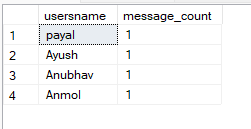 usersname message_count
1 payal 1
2 Ayush 1
3 Anubhav 1
4 Anmol 1